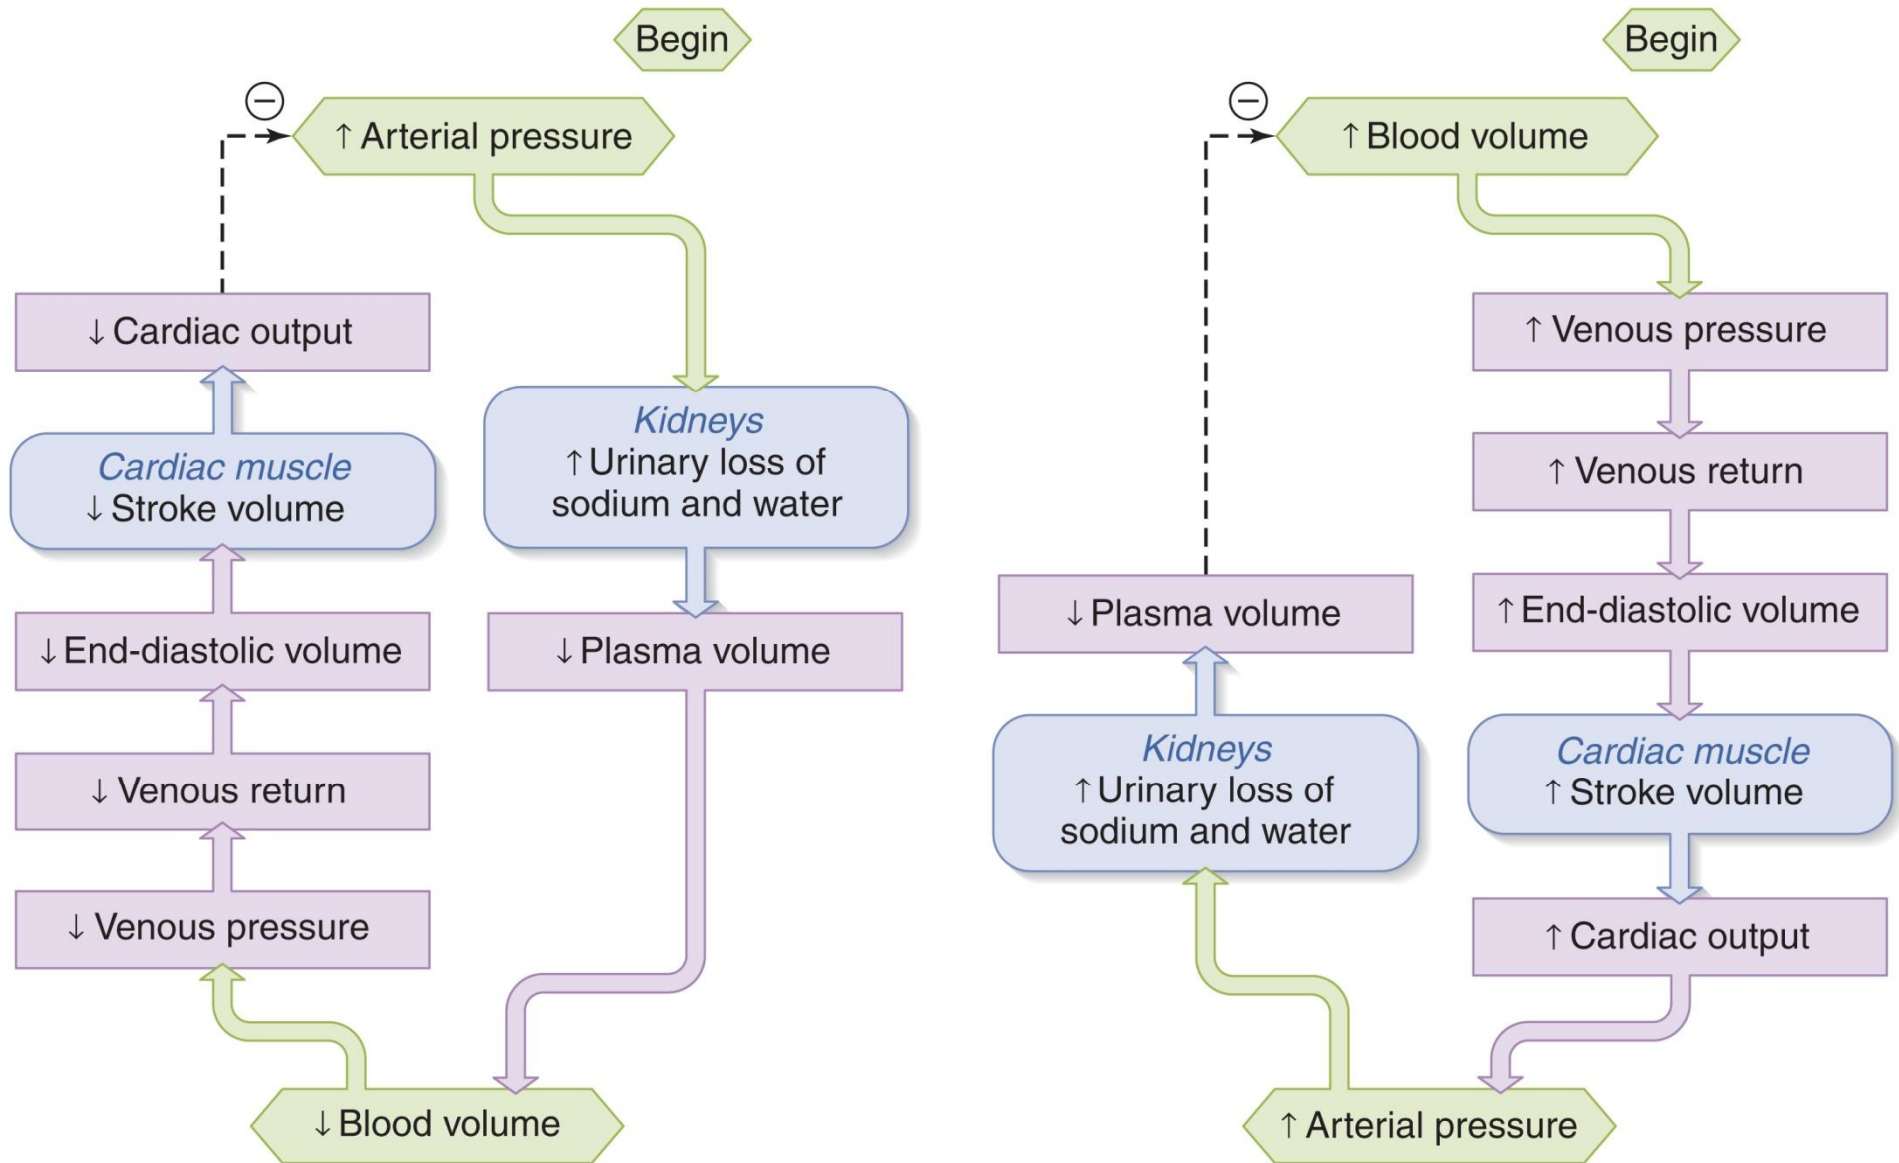 Begin
⊖
↑ Arterial pressure
Kidneys
↑ Urinary loss of
sodium and water
↓ Plasma volume
↓ Blood volume
↓ Venous pressure
↓ Venous return
↓ End-diastolic volume
Cardiac muscle
↓ Stroke volume
↓ Cardiac output
Begin
⊖
↑ Blood volume
↑ Venous pressure
↑ Venous return
↑ End-diastolic volume
Cardiac muscle
↑ Stroke volume
↑ Cardiac output
↑ Arterial pressure
Kidneys
↑ Urinary loss of
sodium and water
↓ Plasma volume